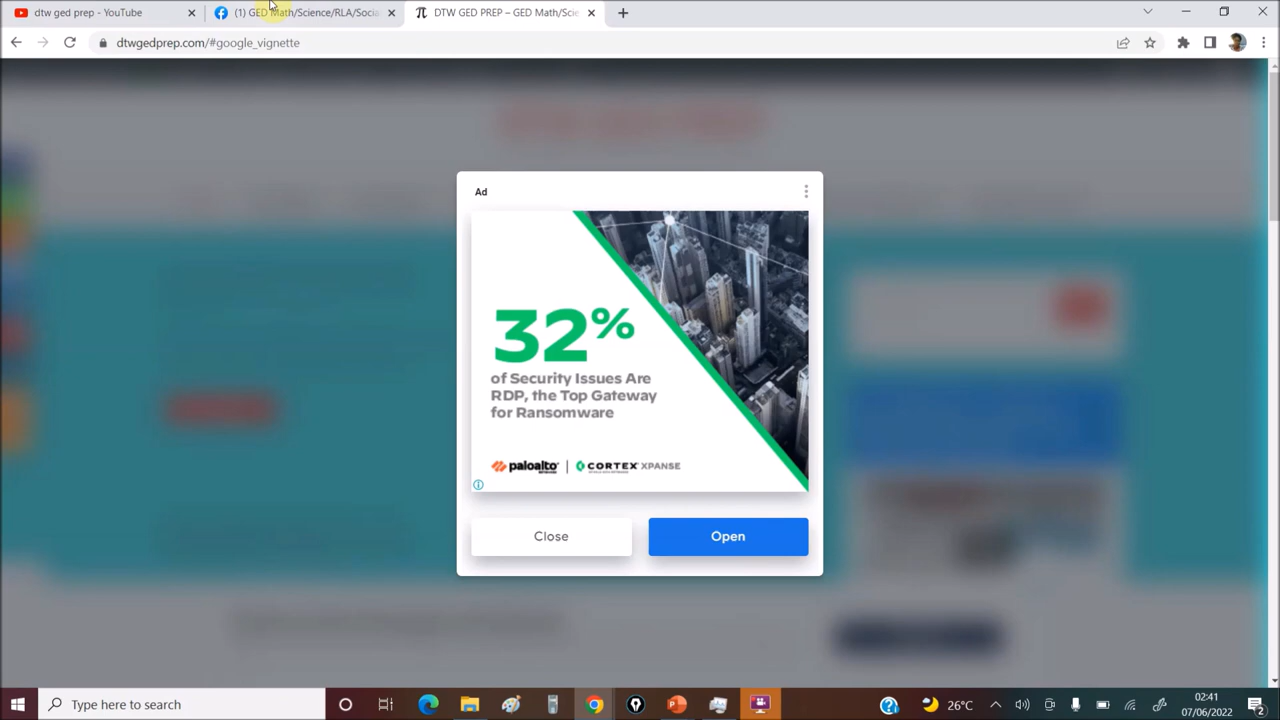 dtw ged prep - YouTube
(1) GED Math/Science/RLA/Socia
DTW GED PREP – GED Math/Scie
dtwgedprep.com/#google_vignette
Ad
32%
of Security Issues Are
RDP, the Top Gateway
for Ransomware
paloalto
CORTEX XPANSE
Close
Open
Type here to search
26°C
02:41
07/06/2022
2